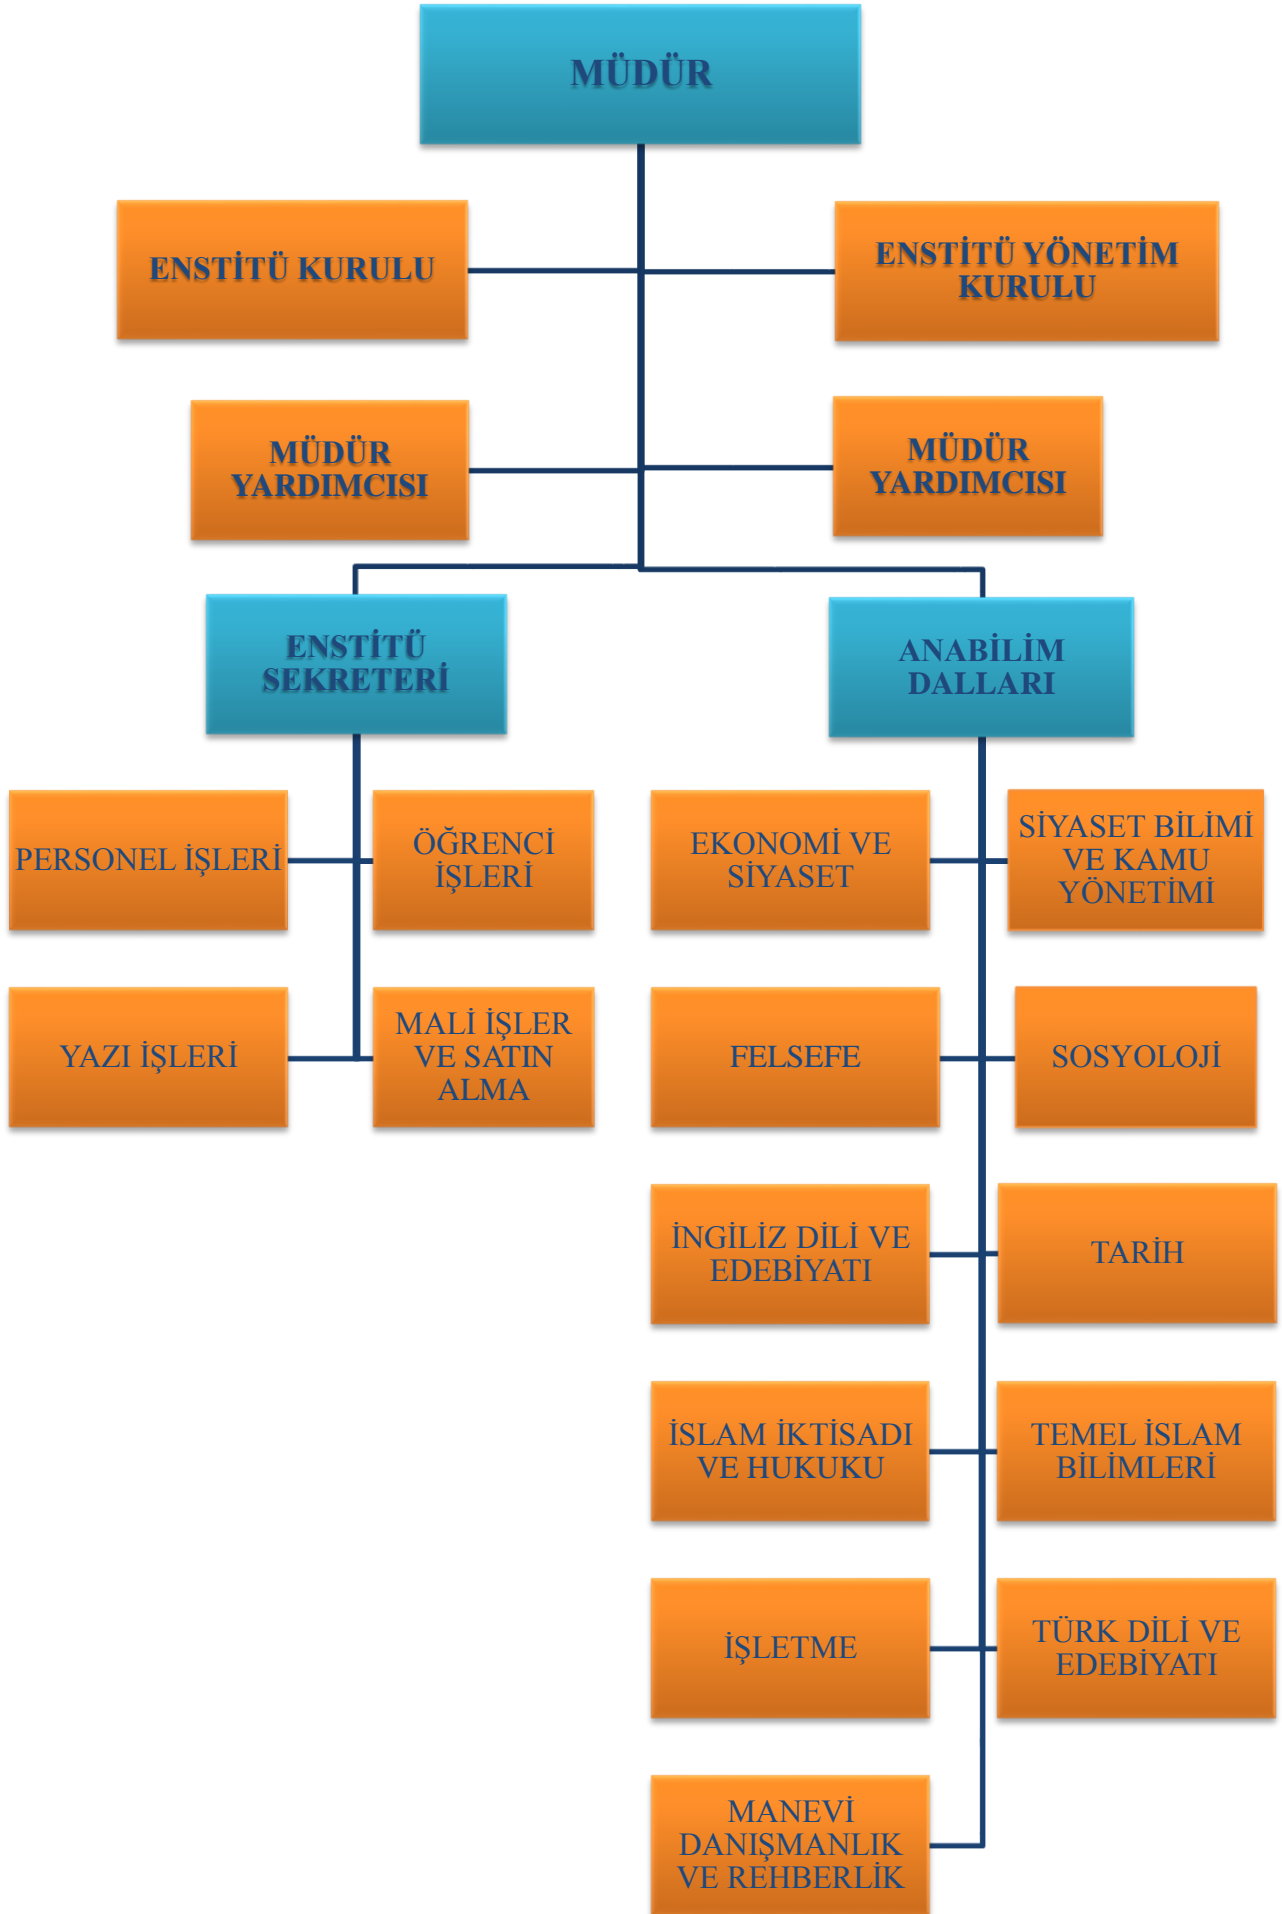 MÜDÜR
ENSTİTÜ KURULU
ENSTİTÜ YÖNETİM
KURULU
MÜDÜR
YARDIMCISI
MÜDÜR
YARDIMCISI
ENSTİTÜ
SEKRETERİ
ANABİLİM
DALLARI
PERSONEL İŞLERİ
ÖĞRENCİ
İŞLERİ
EKONOMİ VE
SİYASET
SİYASET BİLİMİ
VE KAMU
YÖNETİMİ
YAZI İŞLERİ
MALİ İŞLER
VE SATIN
ALMA
FELSEFE
SOSYOLOJİ
İNGİLİZ DİLİ VE
EDEBİYATI
TARİH
İSLAM İKTİSADI
VE HUKUKU
TEMEL İSLAM
BİLİMLERİ
İŞLETME
TÜRK DİLİ VE
EDEBİYATI
MANEVİ
DANIŞMANLIK
VE REHBERLİK